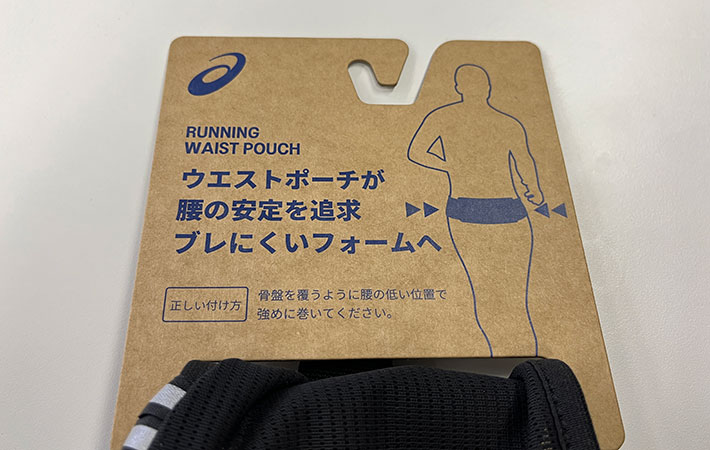 RUNNING
WAIST POUCH
ウエストポーチが
腰の安定を追求
ブレにくいフォームへ
正しい付け方
骨盤を覆うように腰の低い位置で
強めに巻いてください。